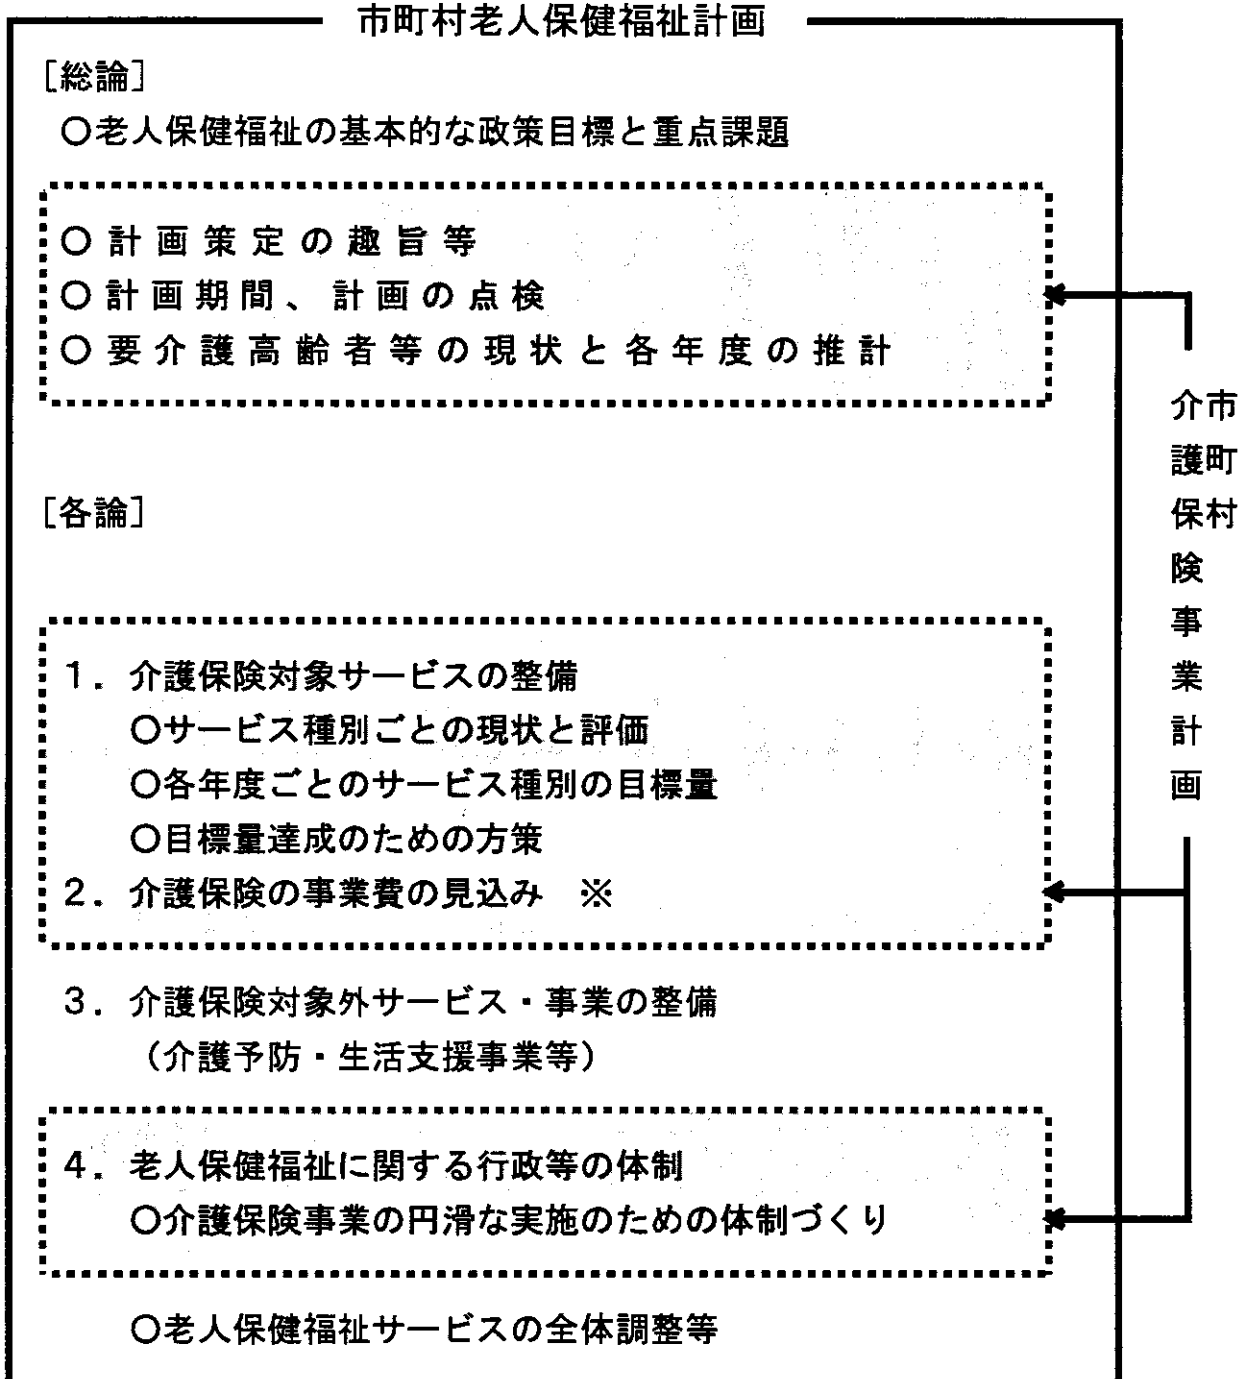 市町村老人保健福祉計画
［総論］
○老人保健福祉の基本的な政策目標と重点課題
○計画策定の趣旨等
○計画期間、計画の点検
○要介護高齢者等の現状と各年度の推計
［各論］
1．介護保険対象サービスの整備
○サービス種別ごとの現状と評価
○各年度ごとのサービス種別の目標量
○目標量達成のための方策
2．介護保険の事業費の見込み　※
3．介護保険対象外サービス・事業の整備
（介護予防・生活支援事業等）
4．老人保健福祉に関する行政等の体制
○介護保険事業の円滑な実施のための体制づくり
○老人保健福祉サービスの全体調整等
市町村
介護保険事業計画